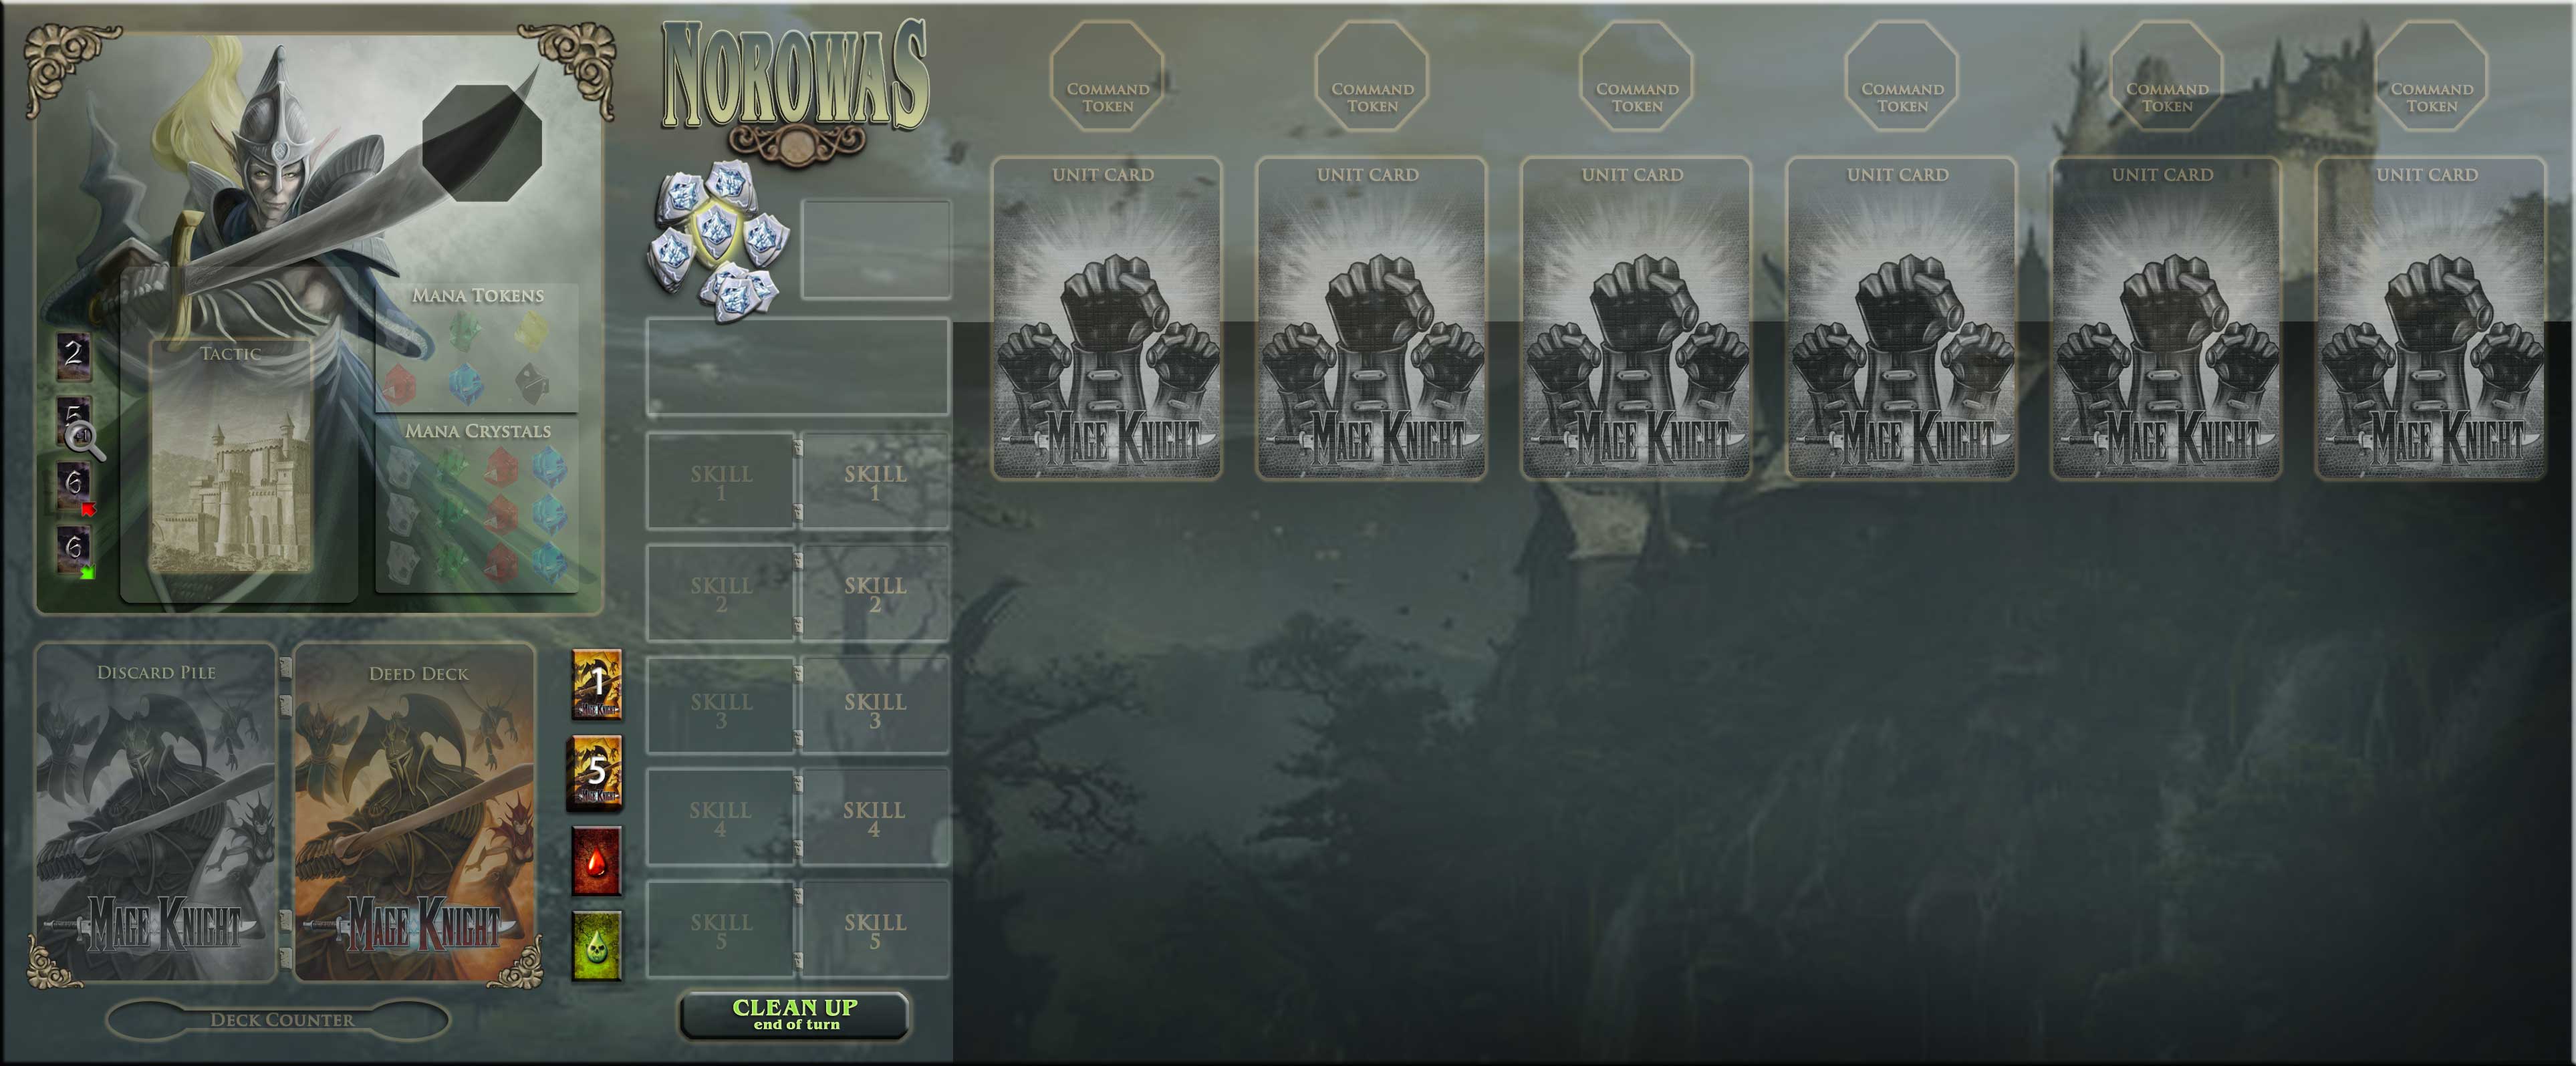 NOROWAS
COMMAND
TOKEN
COMMAND
TOKEN
COMMAND
TOKEN
COMMAND
TOKEN
COMMAND
TOKEN
COMMAND
TOKEN
UNIT CARD
UNIT CARD
UNIT CARD
UNIT CARD
UNIT CARD
UNIT CARD
MAGE KNIGHT
MAGE KNIGHT
MAGE KNIGHT
MAGE KNIGHT
MAGE KNIGHT
MAGE KNIGHT
MANA TOKENS
TACTIC
MANA CRYSTALS
2
5
6
6
SKILL
1
SKILL
1
SKILL
2
SKILL
2
SKILL
3
SKILL
3
SKILL
4
SKILL
4
SKILL
5
SKILL
5
DISCARD PILE
DEED DECK
MAGE KNIGHT
MAGE KNIGHT
1
MAGE KNIGHT
5
MAGE KNIGHT
DECK COUNTER
CLEAN UP
end of turn